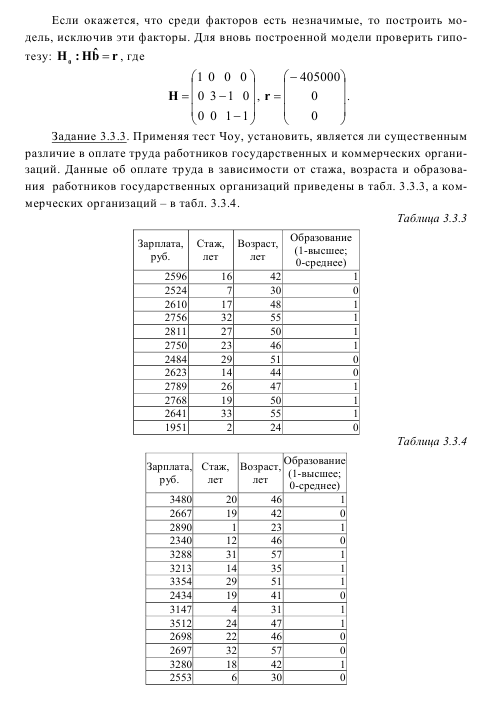 Если окажется, что среди факторов есть незначимые, то построить мо-
дель, исключив эти факторы. Для вновь построенной модели проверить гипо-
тезу: H₀ : Hb̂ = r , где
H = (1 0 0 0
0 3 −1 0
0 0 1 −1), r = (−405000
0
0).
Задание 3.3.3. Применяя тест Чоу, установить, является ли существенным
различие в оплате труда работников государственных и коммерческих органи-
заций. Данные об оплате труда в зависимости от стажа, возраста и образова-
ния работников государственных организаций приведены в табл. 3.3.3, а ком-
мерческих организаций – в табл. 3.3.4.
Таблица 3.3.3
Зарплата, руб. Стаж, лет Возраст, лет Образование (1-высшее; 0-среднее)
2596 16 42 1
2524 7 30 0
2610 17 48 1
2756 32 55 1
2811 27 50 1
2750 23 46 1
2484 29 51 0
2623 14 44 0
2789 26 47 1
2768 19 50 1
2641 33 55 1
1951 2 24 0
Таблица 3.3.4
Зарплата, руб. Стаж, лет Возраст, лет Образование (1-высшее; 0-среднее)
3480 20 46 1
2667 19 42 0
2890 1 23 1
2340 12 46 0
3288 31 57 1
3213 14 35 1
3354 29 51 1
2434 19 41 0
3147 4 31 1
3512 24 47 1
2698 22 46 0
2697 32 57 0
3280 18 42 1
2553 6 30 0